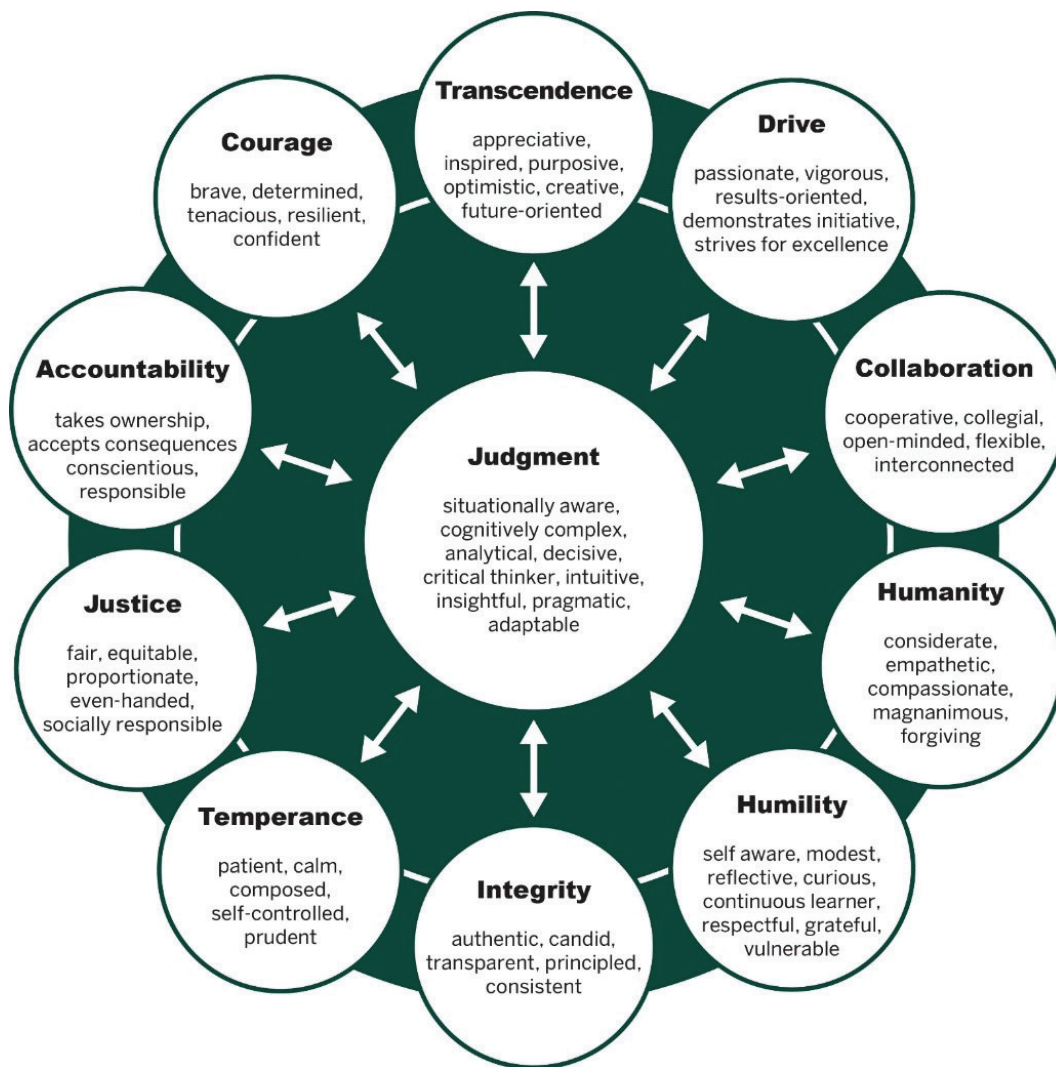 Transcendence
appreciative,
inspired, purposive,
optimistic, creative,
future-oriented
Drive
passionate, vigorous,
results-oriented,
demonstrates initiative,
strives for excellence
Collaboration
cooperative, collegial,
open-minded, flexible,
interconnected
Humanity
considerate,
empathetic,
compassionate,
magnanimous,
forgiving
Humility
self aware, modest,
reflective, curious,
continuous learner,
respectful, grateful,
vulnerable
Integrity
authentic, candid,
transparent, principled,
consistent
Temperance
patient, calm,
composed,
self-controlled,
prudent
Justice
fair, equitable,
proportionate,
even-handed,
socially responsible
Accountability
takes ownership,
accepts consequences
conscientious,
responsible
Courage
brave, determined,
tenacious, resilient,
confident
Judgment
situationally aware,
cognitively complex,
analytical, decisive,
critical thinker, intuitive,
insightful, pragmatic,
adaptable